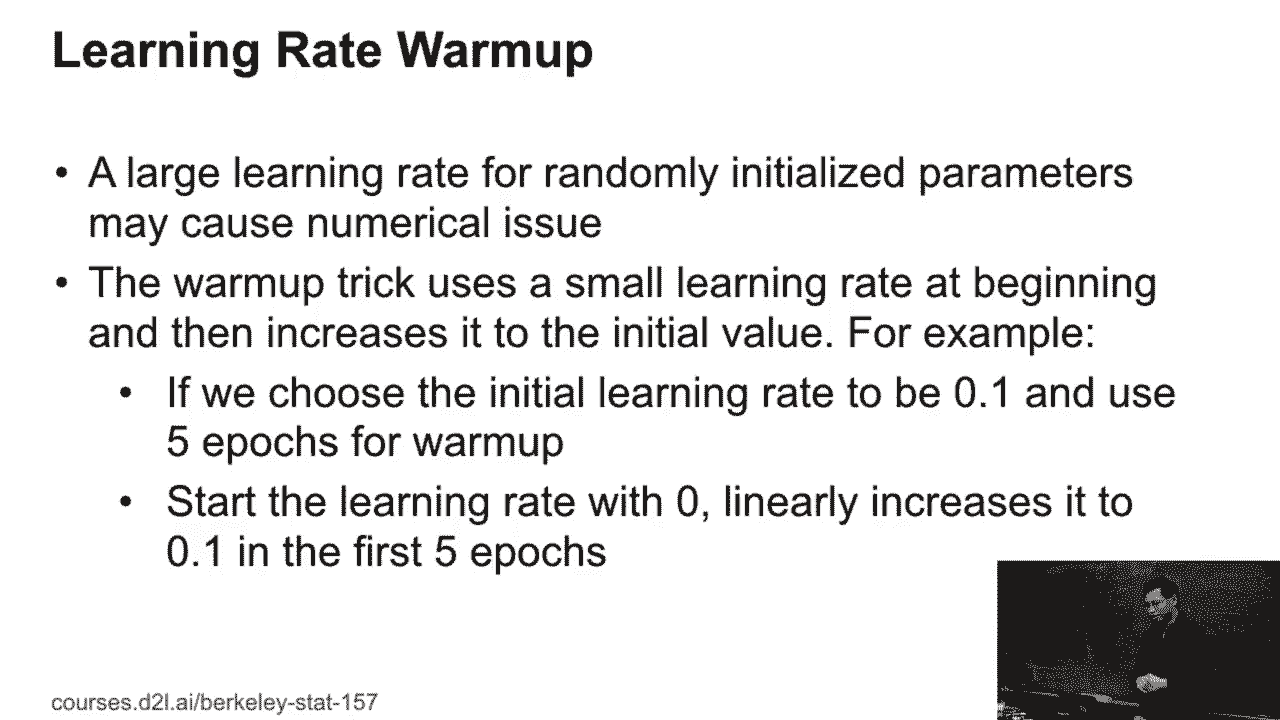 Learning Rate Warmup
• A large learning rate for randomly initialized parameters
may cause numerical issue
• The warmup trick uses a small learning rate at beginning
and then increases it to the initial value. For example:
• If we choose the initial learning rate to be 0.1 and use
5 epochs for warmup
• Start the learning rate with 0, linearly increases it to
0.1 in the first 5 epochs
courses.d2l.ai/berkeley-stat-157